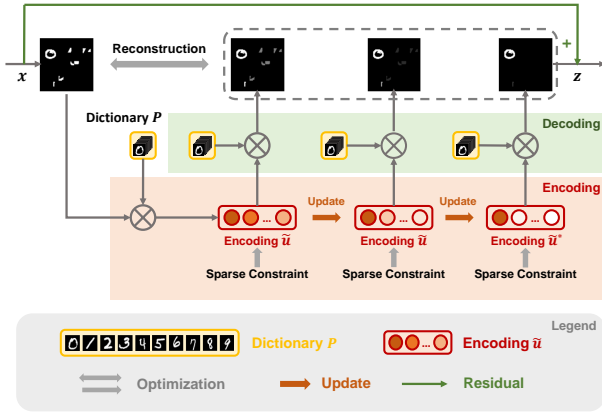 x
Reconstruction
+
z
Dictionary P
Decoding
Encoding
Update
Update
...
...
...
Encoding ũ
Encoding ũ
Encoding ũ*
Sparse Constraint
Sparse Constraint
Sparse Constraint
Legend
0 1 2 3 4 5 6 7 8 9
Dictionary P
...
Encoding ũ
Optimization
Update
Residual